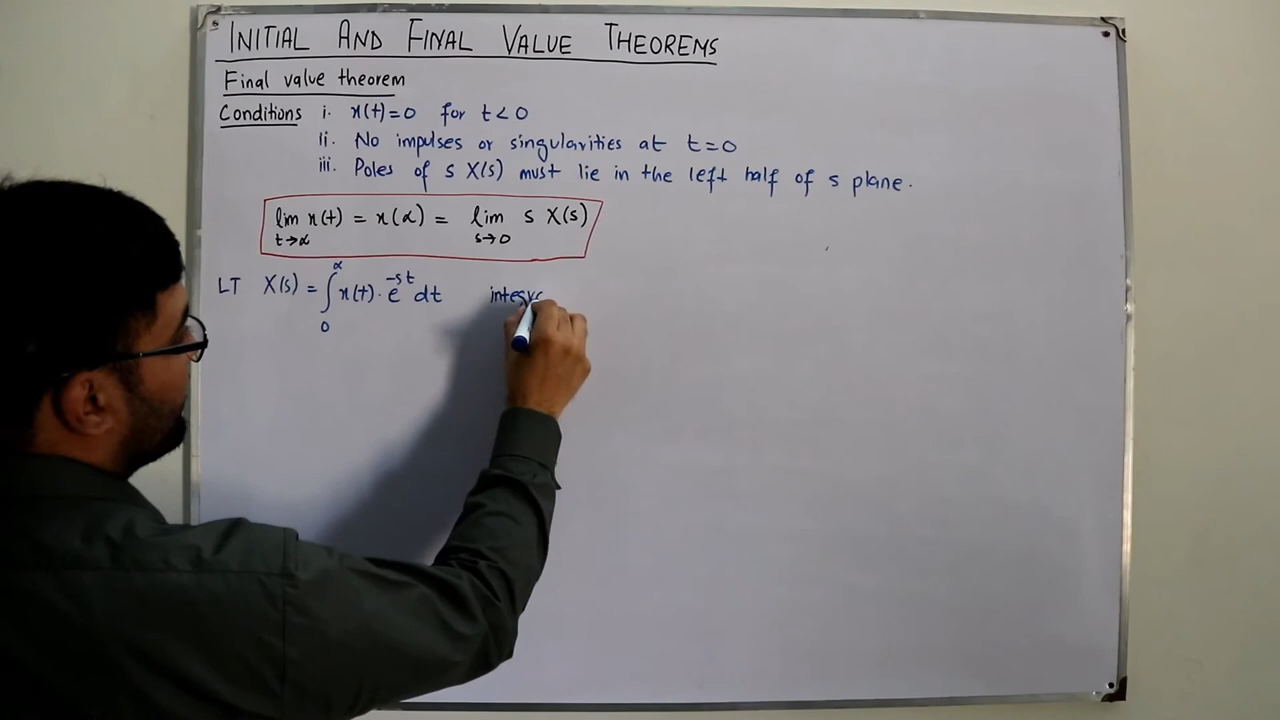 INITIAL AND FINAL VALUE THEOREMS
Final value theorem
Conditions i. x(t)=0 for t<0
ii. No impulses or singularities at t=0
iii. Poles of s X(s) must lie in the left half of s plane.
lim t→∝ x(t) = x(∝) = lim s→0 s X(s)
LT X(s) = ∫₀^∝ x(t)·e^-st dt